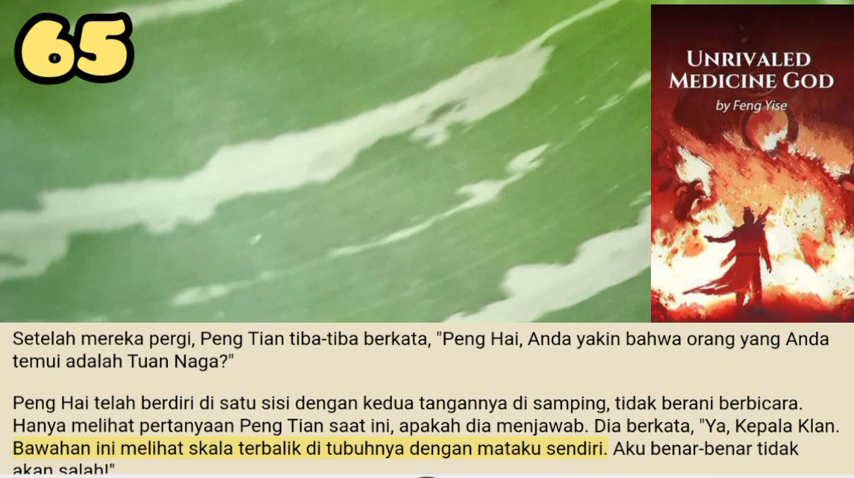 65
UNRIVALED
MEDICINE GOD
by Feng Yise
Setelah mereka pergi, Peng Tian tiba-tiba berkata, "Peng Hai, Anda yakin bahwa orang yang Anda
temui adalah Tuan Naga?"
Peng Hai telah berdiri di satu sisi dengan kedua tangannya di samping, tidak berani berbicara.
Hanya melihat pertanyaan Peng Tian saat ini, apakah dia menjawab. Dia berkata, "Ya, Kepala Klan.
Bawahan ini melihat skala terbalik di tubuhnya dengan mataku sendiri. Aku benar-benar tidak
akan salah!"